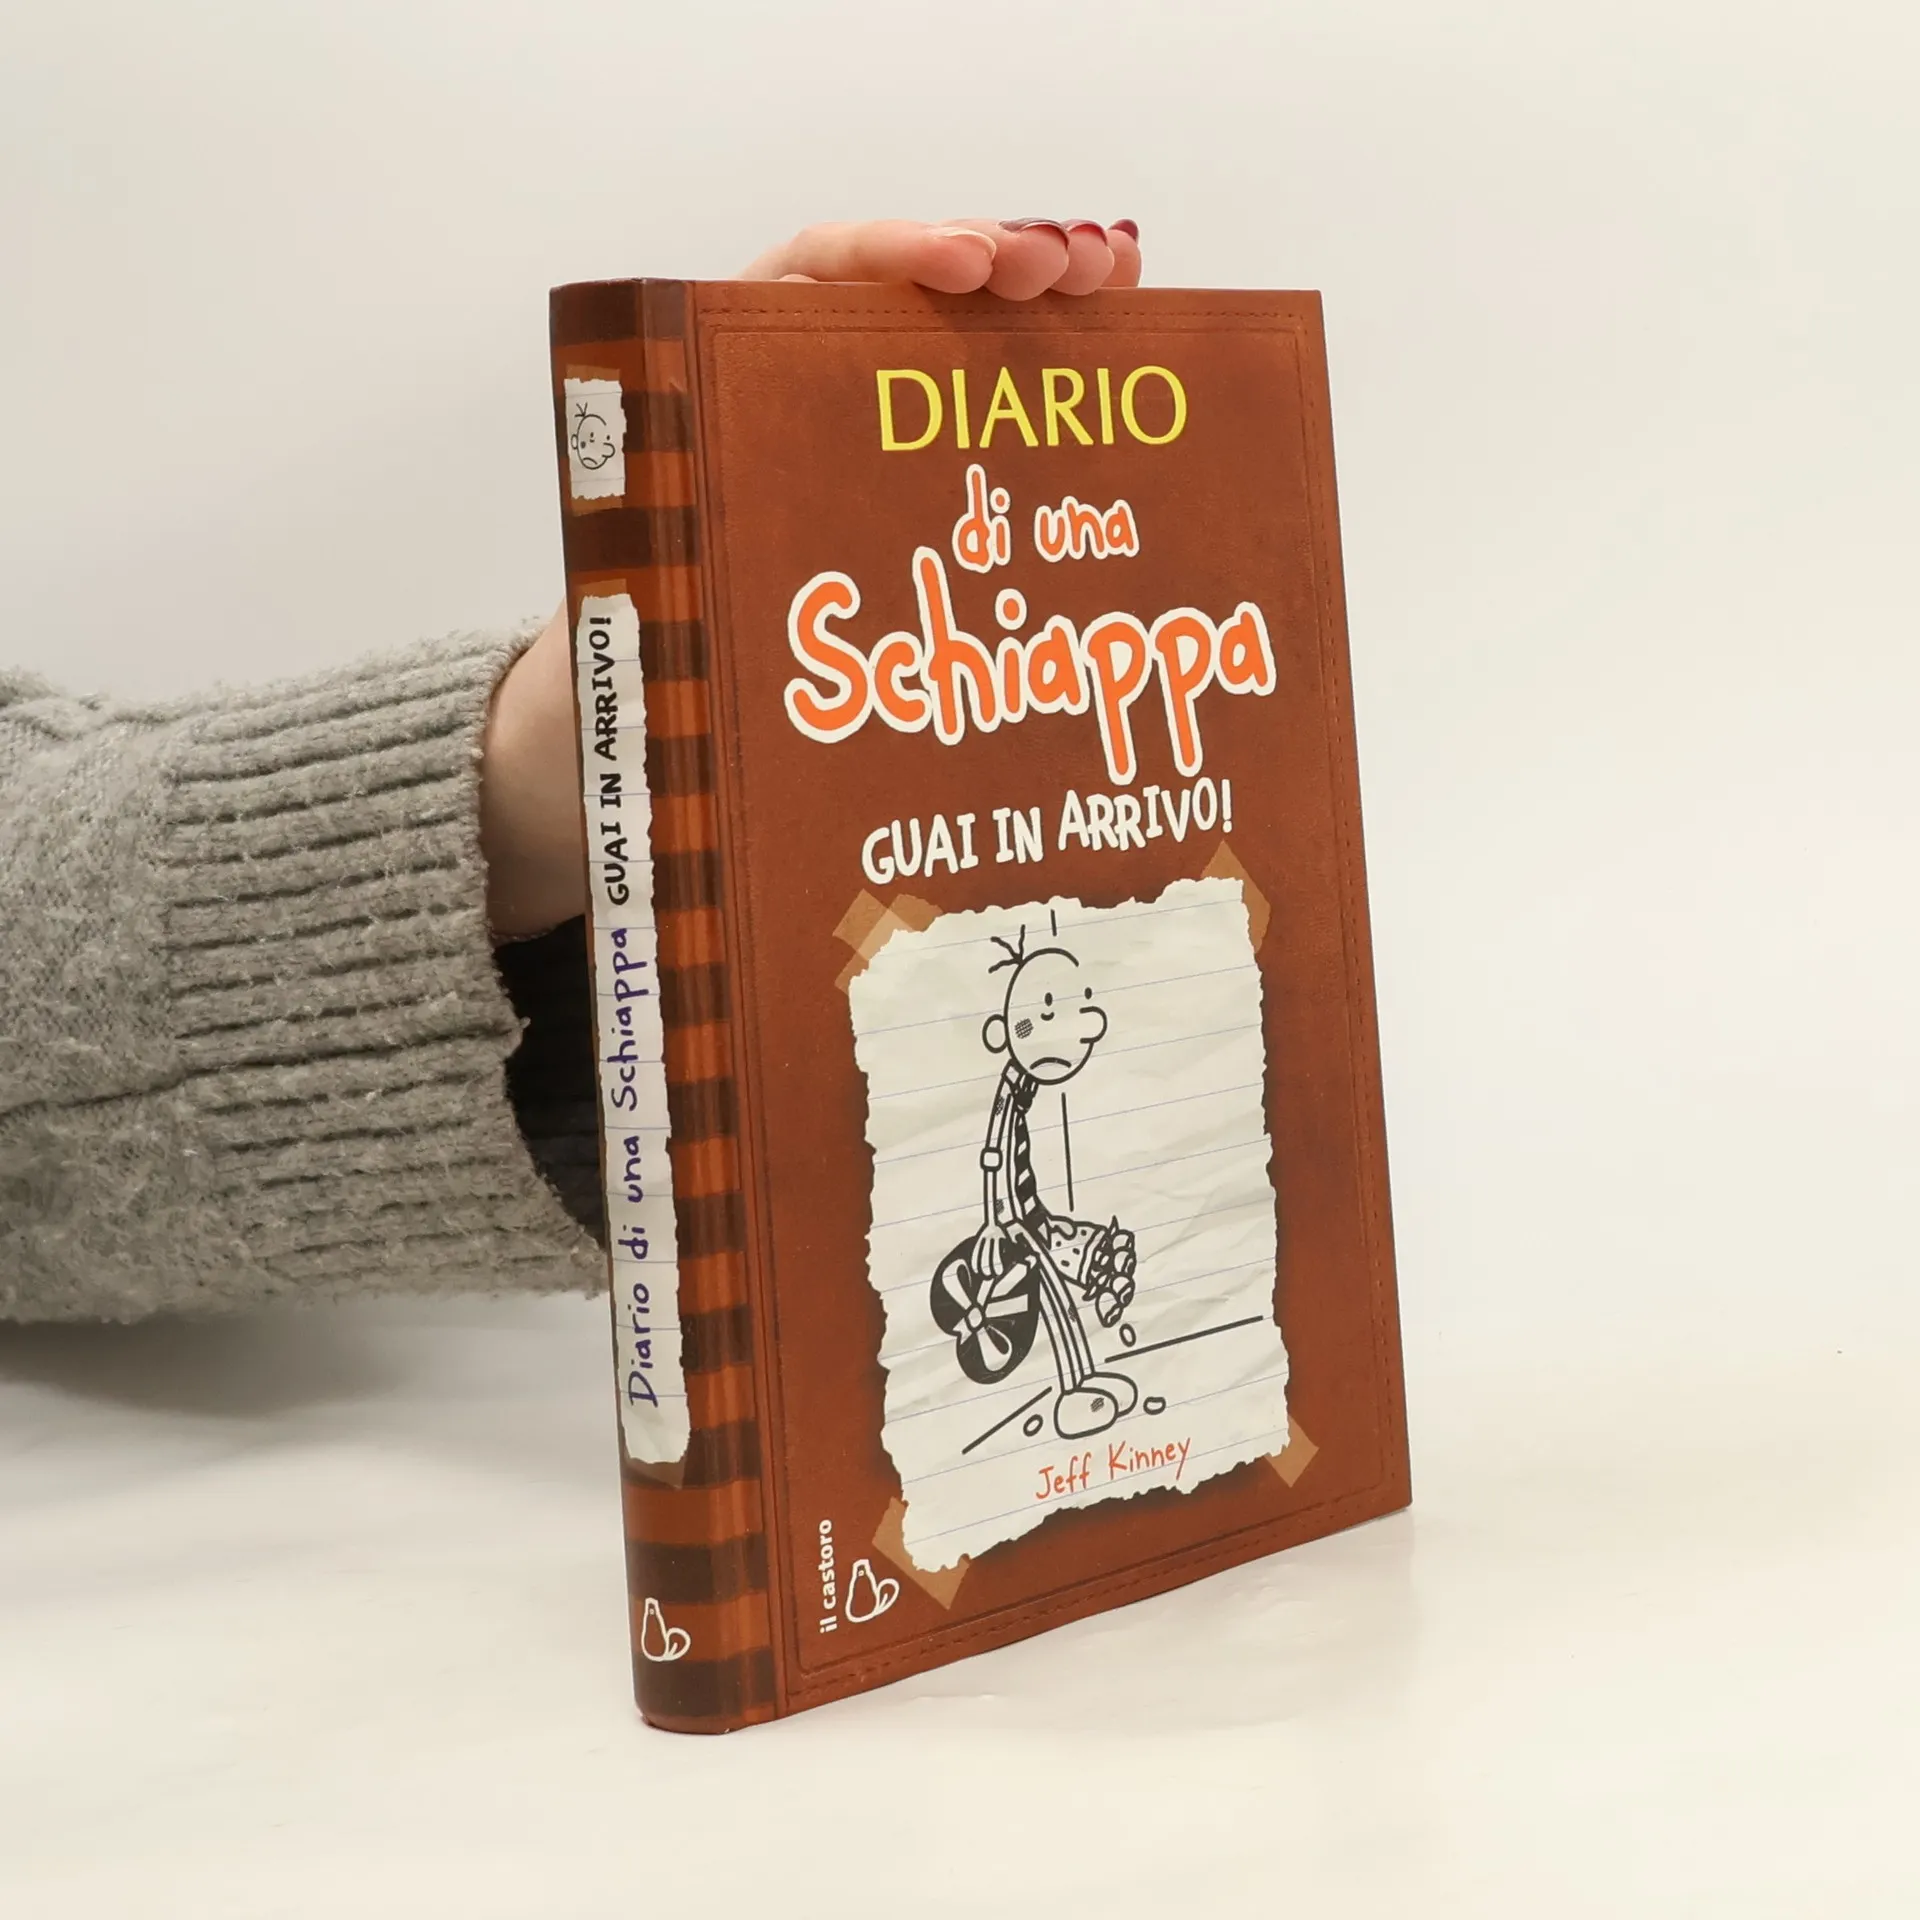 DIARIO
di una
Schiappa
GUAI IN ARRIVO!
Jeff Kinney
il castoro
Diario di una Schiappa GUAI IN ARRIVO!